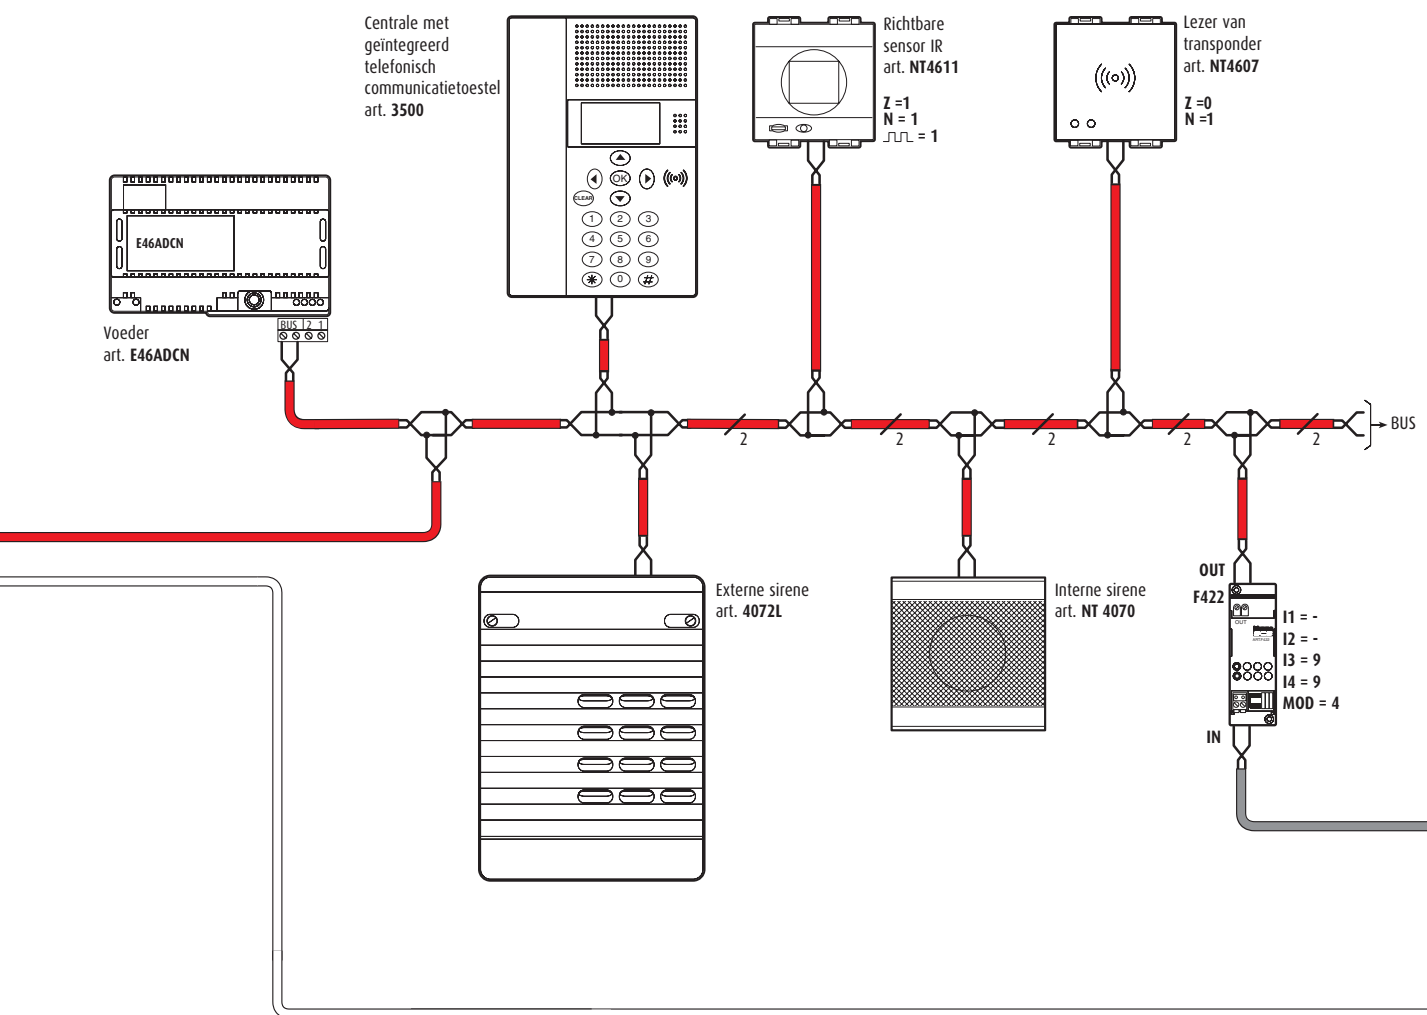 Centrale met
geïntegreerd
telefonisch
communicatietoestel
art. 3500
CLEAR
OK
1 2 3
4 5 6
7 8 9
* 0 #
Richtbare
sensor IR
art. NT4611
Z =1
N = 1
= 1
Lezer van
transponder
art. NT4607
Z =0
N =1
E46ADCN
BUS 2 1
Voeder
art. E46ADCN
2
2
2
2
2
BUS
Externe sirene
art. 4072L
Interne sirene
art. NT 4070
OUT
F422
OUT
I1 = -
I2 = -
I3 = 9
I4 = 9
MOD = 4
IN